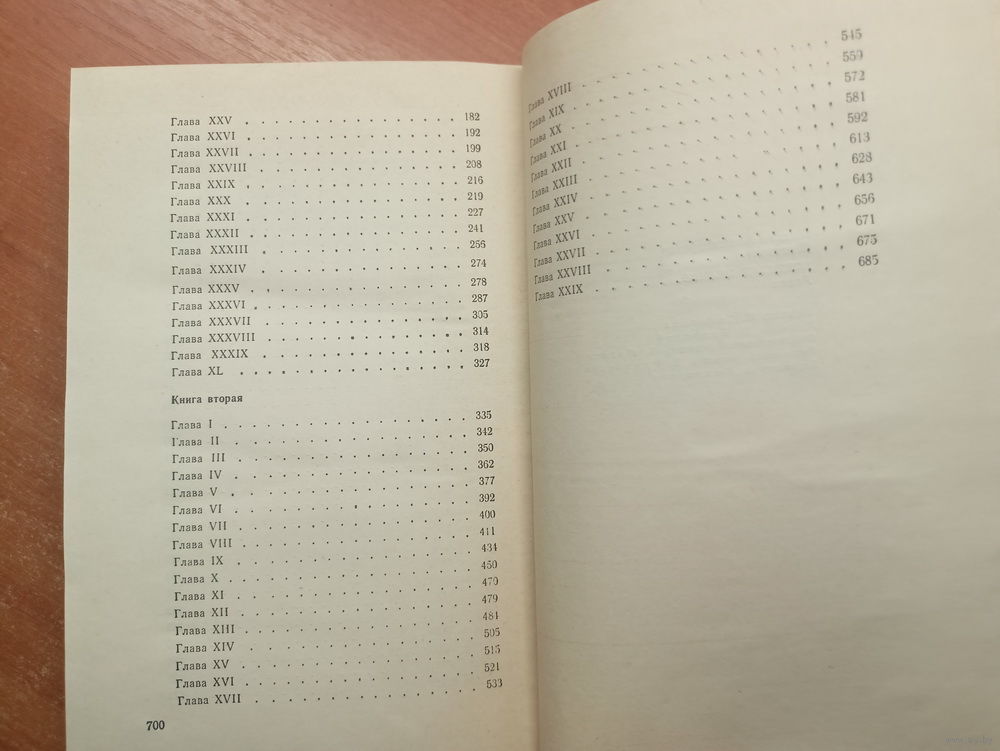 Глава XXV . . . . . . . . . . . . . . 182
Глава XXVI . . . . . . . . . . . . . . 192
Глава XXVII . . . . . . . . . . . . . . 199
Глава XXVIII . . . . . . . . . . . . . 208
Глава XXIX . . . . . . . . . . . . . . 216
Глава XXX . . . . . . . . . . . . . . 219
Глава XXXI . . . . . . . . . . . . . . 227
Глава XXXII . . . . . . . . . . . . . . 241
Глава XXXIII . . . . . . . . . . . . . 256
Глава XXXIV . . . . . . . . . . . . . 274
Глава XXXV . . . . . . . . . . . . . . 278
Глава XXXVI . . . . . . . . . . . . . . 287
Глава XXXVII . . . . . . . . . . . . . 305
Глава XXXVIII . . . . . . . . . . . . . 314
Глава XXXIX . . . . . . . . . . . . . 318
Глава XL . . . . . . . . . . . . . . 327
Книга вторая
Глава I . . . . . . . . . . . . . . . 335
Глава II . . . . . . . . . . . . . . 342
Глава III . . . . . . . . . . . . . . 350
Глава IV . . . . . . . . . . . . . . 362
Глава V . . . . . . . . . . . . . . 377
Глава VI . . . . . . . . . . . . . . 392
Глава VII . . . . . . . . . . . . . . 400
Глава VIII . . . . . . . . . . . . . . 411
Глава IX . . . . . . . . . . . . . . 434
Глава X . . . . . . . . . . . . . . 450
Глава XI . . . . . . . . . . . . . . 470
Глава XII . . . . . . . . . . . . . . 479
Глава XIII . . . . . . . . . . . . . . 484
Глава XIV . . . . . . . . . . . . . . 505
Глава XV . . . . . . . . . . . . . . 515
Глава XVI . . . . . . . . . . . . . . 521
Глава XVII . . . . . . . . . . . . . . 533
700
Глава XVIII . . . . . . . . . . . . . 545
Глава XIX . . . . . . . . . . . . . . 559
Глава XX . . . . . . . . . . . . . . 572
Глава XXI . . . . . . . . . . . . . . 581
Глава XXII . . . . . . . . . . . . . . 592
Глава XXIII . . . . . . . . . . . . . 613
Глава XXIV . . . . . . . . . . . . . 628
Глава XXV . . . . . . . . . . . . . . 643
Глава XXVI . . . . . . . . . . . . . 656
Глава XXVII . . . . . . . . . . . . . 671
Глава XXVIII . . . . . . . . . . . . . 675
Глава XXIX . . . . . . . . . . . . . 685